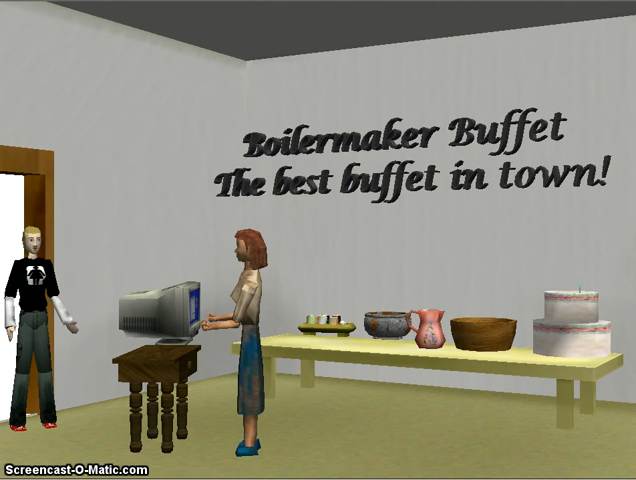 Boilermaker Buffet
The best buffet in town!
Screencast-O-Matic.com